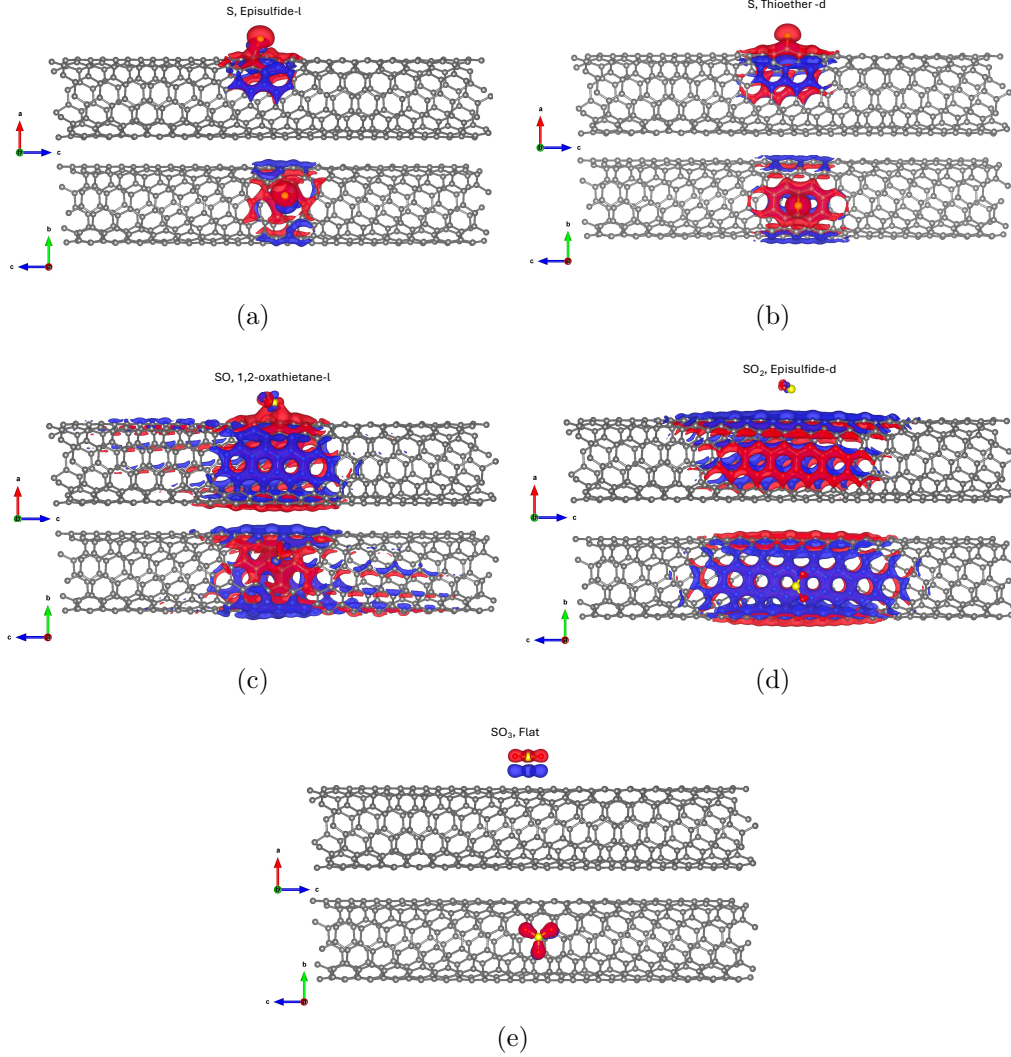 S, Episulfide-l
S, Thioether -d
a
c
b
c
a
c
b
c
(a)
(b)
SO, 1,2-oxathietane-l
SO₂, Episulfide-d
a
c
b
c
a
c
b
c
(c)
(d)
SO₃, Flat
a
c
b
c
(e)